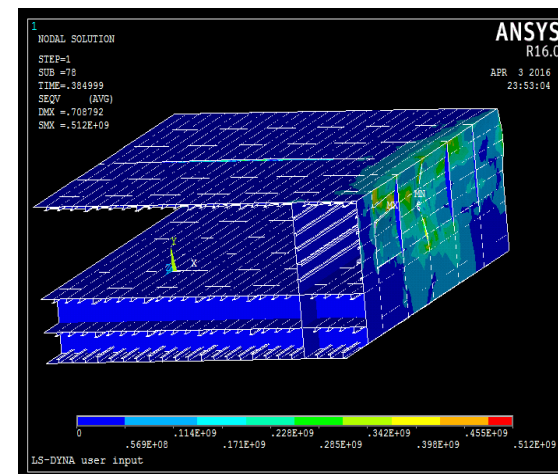 1
NODAL SOLUTION
STEP=1
SUB =78
TIME=.384999
SEQV (AVG)
DMX =.708792
SMX =.512E+09
ANSYS
R16.0
APR 3 2016
23:53:04
MN
Y
X
0 .114E+09 .228E+09 .342E+09 .455E+09
.569E+08 .171E+09 .285E+09 .398E+09 .512E+09
LS-DYNA user input